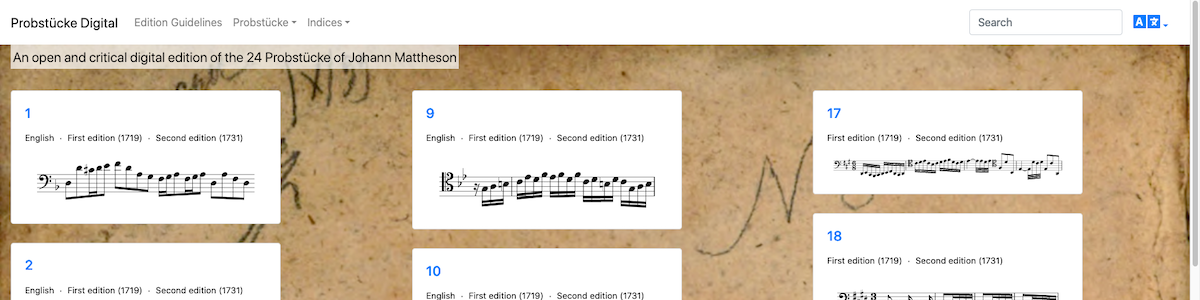 Probstücke Digital Edition Guidelines Probstücke Indices Search
An open and critical digital edition of the 24 Probstücke of Johann Mattheson
1
English · First edition (1719) · Second edition (1731)
2
English · First edition (1719) · Second edition (1731)
9
English · First edition (1719) · Second edition (1731)
10
English · First edition (1719) · Second edition (1731)
17
First edition (1719) · Second edition (1731)
18
First edition (1719) · Second edition (1731)